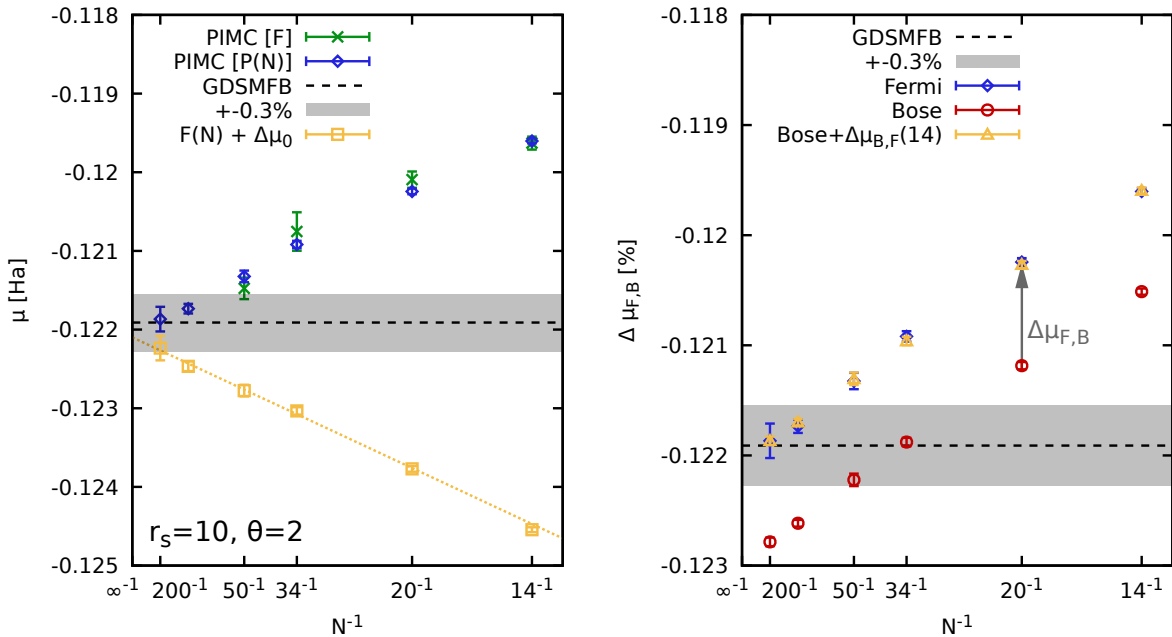 -0.118
-0.119
-0.12
-0.121
-0.122
-0.123
-0.124
-0.125
μ [Ha]
PIMC [F]
PIMC [P(N)]
GDSMFB
+-0.3%
F(N) + Δμ₀
rₛ=10, θ=2
∞⁻¹ 200⁻¹ 50⁻¹ 34⁻¹ 20⁻¹ 14⁻¹
N⁻¹
-0.118
-0.119
-0.12
-0.121
-0.122
-0.123
Δ μF,B [%]
GDSMFB
+-0.3%
Fermi
Bose
Bose+ΔμB,F(14)
ΔμF,B
∞⁻¹ 200⁻¹ 50⁻¹ 34⁻¹ 20⁻¹ 14⁻¹
N⁻¹